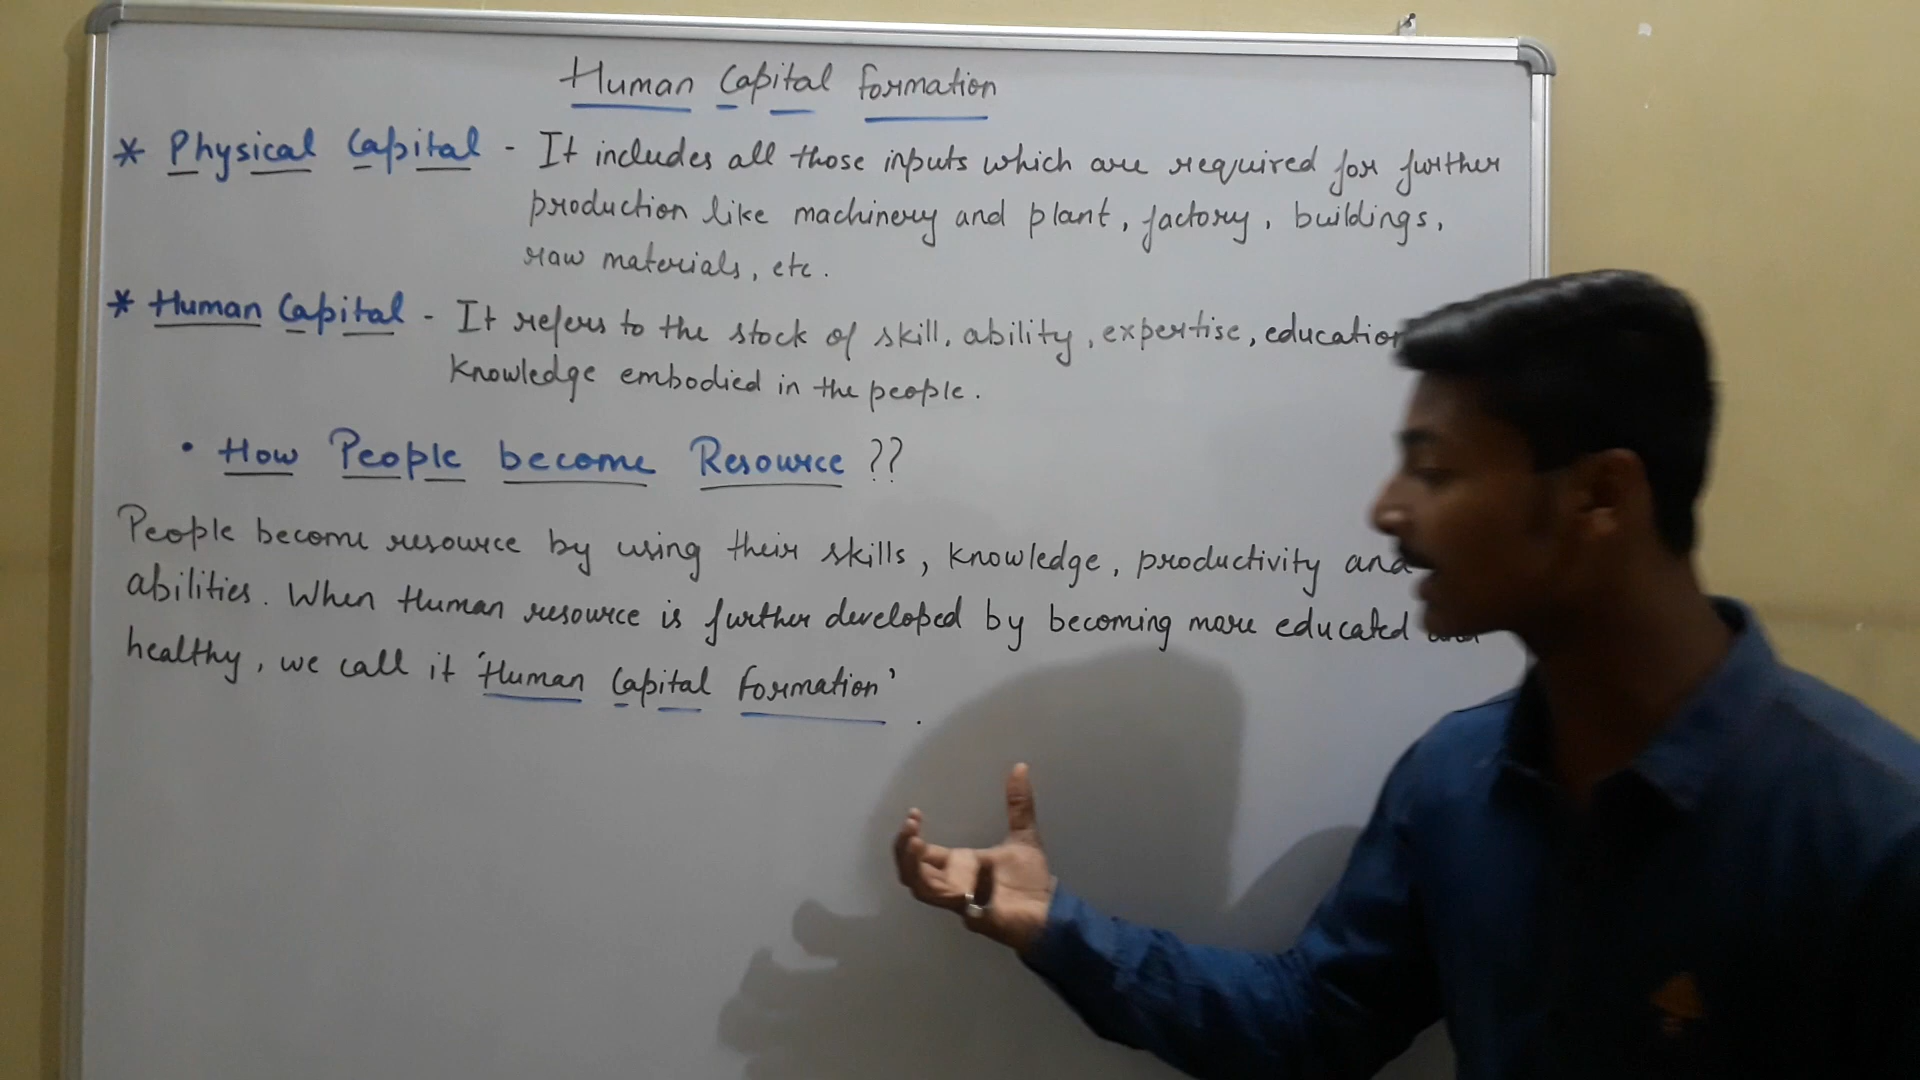 Human Capital Formation
* Physical Capital - It includes all those inputs which are required for further
production like machinery and plant, factory, buildings,
raw materials, etc.
* Human Capital - It refers to the stock of skill, ability, expertise, education
Knowledge embodied in the people.
• How People become Resource ??
People become resource by using their skills, knowledge, productivity and
abilities. When Human resource is further developed by becoming more educated and
healthy, we call it 'Human Capital Formation'.